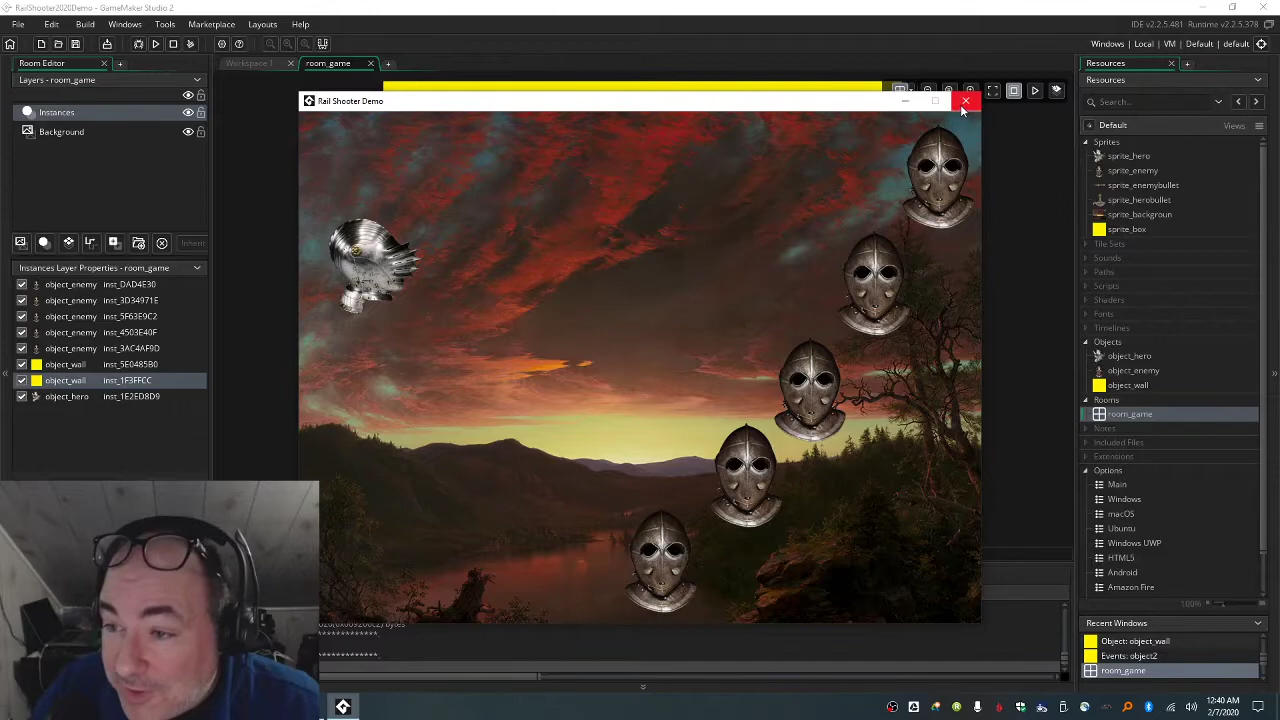 RailShooter2020Demo - GameMaker Studio 2
File Edit Build Windows Tools Marketplace Layouts Help
IDE v2.2.5.481 Runtime v2.2.5.378
Windows | Local | VM | Default | default
Room Editor
Workspace 1
room_game
Resources
Layers - room_game
Resources
Rail Shooter Demo
Search...
Instances
Background
Default
Views
Sprites
sprite_hero
sprite_enemy
sprite_enemybullet
sprite_herobullet
sprite_backgroun
sprite_box
Tile Sets
Sounds
Paths
Scripts
Shaders
Fonts
Timelines
Objects
object_hero
object_enemy
object_wall
Rooms
room_game
Notes
Included Files
Extensions
Options
Main
Windows
macOS
Ubuntu
Windows UWP
HTML5
Android
Amazon Fire
100%
Inherit
Instances Layer Properties - room_game
object_enemy inst_DAD4E30
object_enemy inst_3D34971E
object_enemy inst_5F63E9C2
object_enemy inst_4503E40F
object_enemy inst_3AC4AF9D
object_wall inst_5E0485B0
object_wall inst_1F3FFCC
object_hero inst_1E2ED8D9
bytes
*************.
*************.
Recent Windows
Object: object_wall
Events: object2
room_game
12:40 AM
2/7/2020